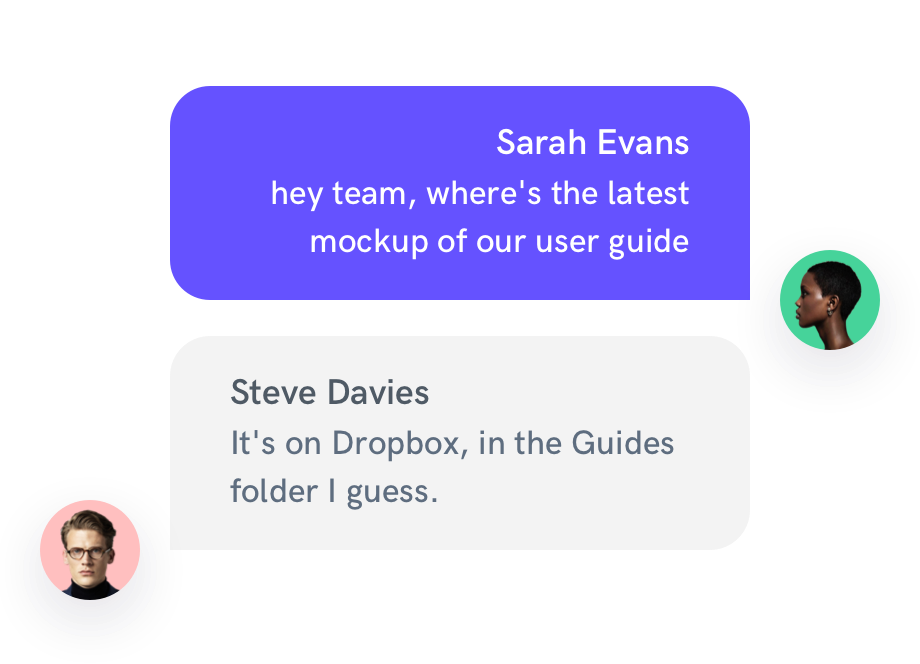 Sarah Evans
hey team, where's the latest
mockup of our user guide
Steve Davies
It's on Dropbox, in the Guides
folder I guess.